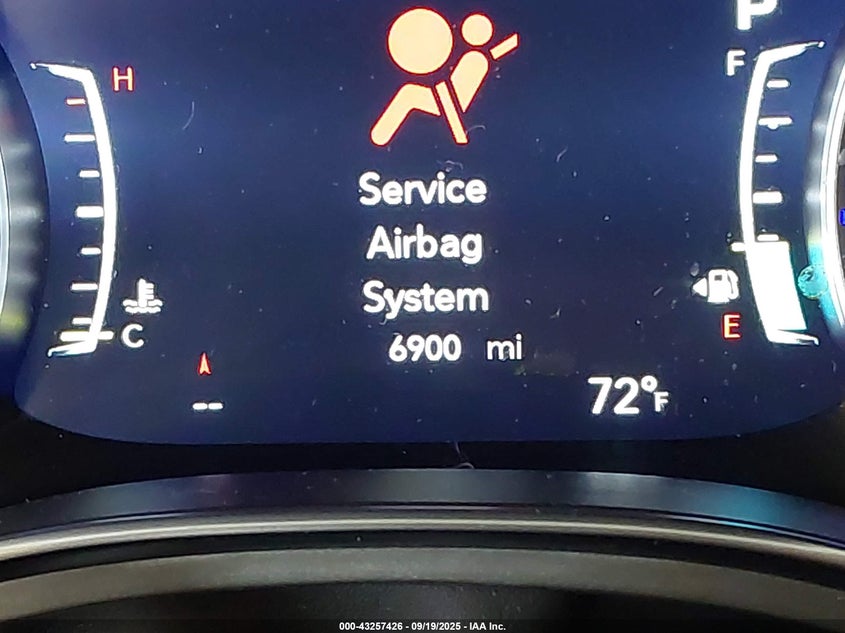 P
H
F
Service
Airbag
System
E
C
6900 mi
--
72°F
000-43257426 - 09/19/2025 - IAA Inc.